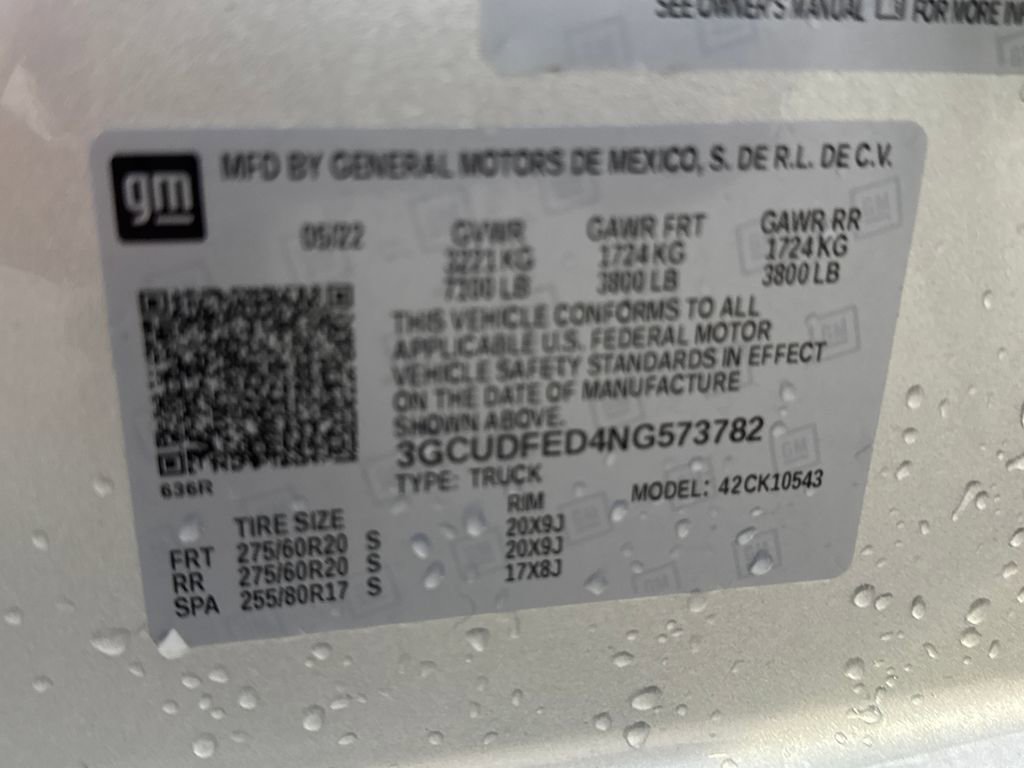 SEE OWNER'S MANUAL FOR MORE IN
gm
MFD BY GENERAL MOTORS DE MEXICO, S. DE R.L. DE C.V.
05/22 GVWR GAWR FRT GAWR RR
3221 KG 1724 KG 1724 KG
7100 LB 3800 LB 3800 LB
THIS VEHICLE CONFORMS TO ALL
APPLICABLE U.S. FEDERAL MOTOR
VEHICLE SAFETY STANDARDS IN EFFECT
ON THE DATE OF MANUFACTURE
SHOWN ABOVE.
3GCUDFED4NG573782
636R
TYPE: TRUCK MODEL: 42CK10543
TIRE SIZE RIM
FRT 275/60R20 S 20X9J
RR 275/60R20 S 20X9J
SPA 255/80R17 S 17X8J